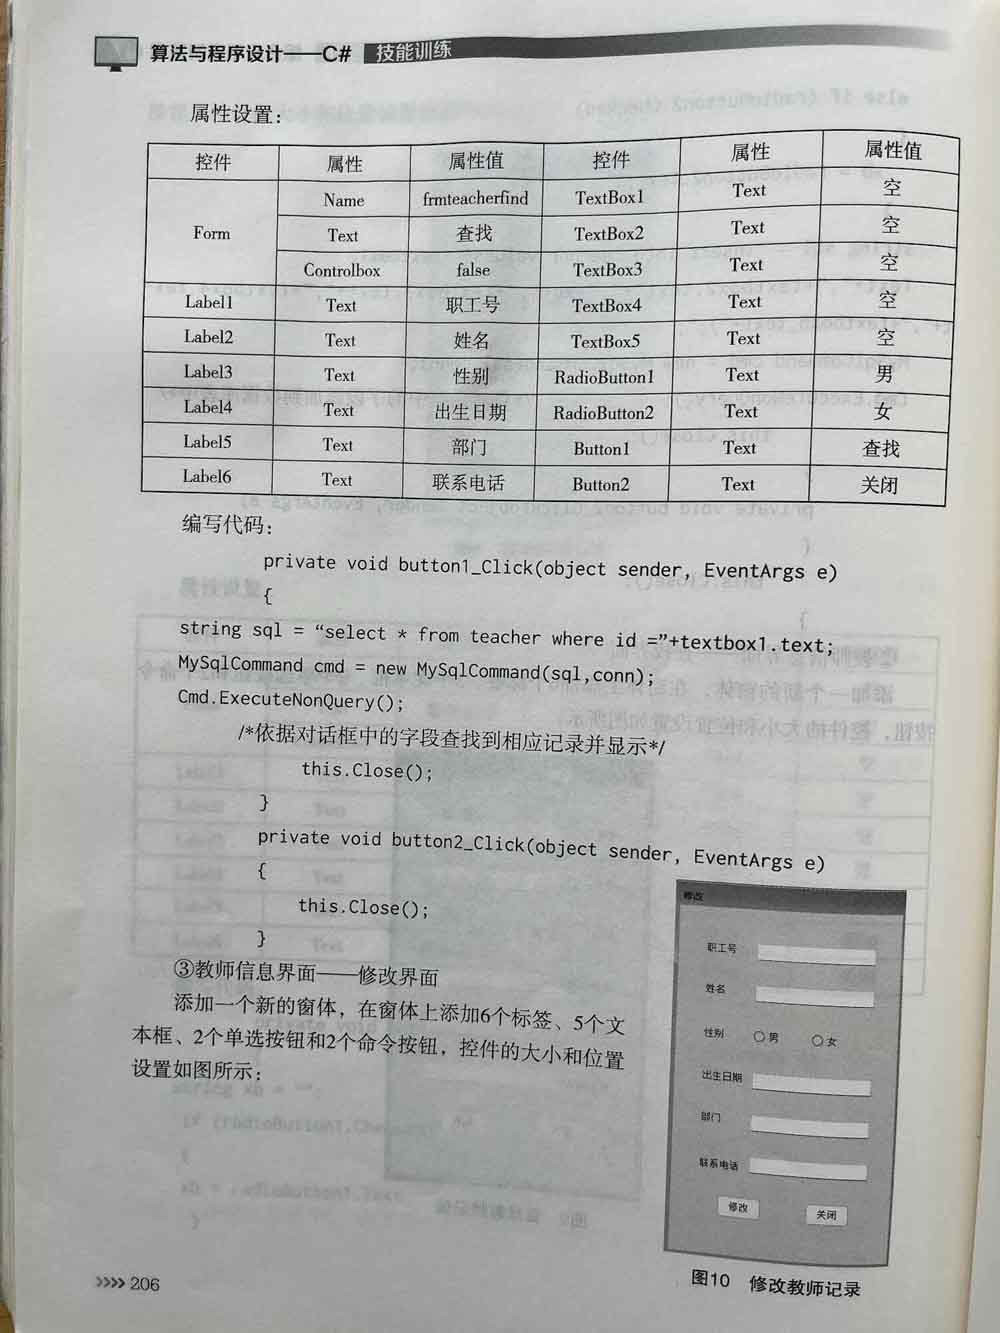 算法与程序设计——C# 技能训练
属性设置：
控件 属性 属性值 控件 属性 属性值
Form Name frmteacherfind TextBox1 Text 空
Text 查找 TextBox2 Text 空
Controlbox false TextBox3 Text 空
Label1 Text 职工号 TextBox4 Text 空
Label2 Text 姓名 TextBox5 Text 空
Label3 Text 性别 RadioButton1 Text 男
Label4 Text 出生日期 RadioButton2 Text 女
Label5 Text 部门 Button1 Text 查找
Label6 Text 联系电话 Button2 Text 关闭
编写代码：
private void button1_Click(object sender, EventArgs e)
{
string sql = “select * from teacher where id =”+textbox1.text;
MySqlCommand cmd = new MySqlCommand(sql,conn);
Cmd.ExecuteNonQuery();
/*依据对话框中的字段查找到相应记录并显示*/
this.Close();
}
private void button2_Click(object sender, EventArgs e)
{
this.Close();
}
③教师信息界面——修改界面
添加一个新的窗体，在窗体上添加6个标签、5个文
本框、2个单选按钮和2个命令按钮，控件的大小和位置
设置如图所示：
修改
职工号
姓名
性别 男 女
出生日期
部门
联系电话
修改 关闭
图10 修改教师记录
>>>> 206